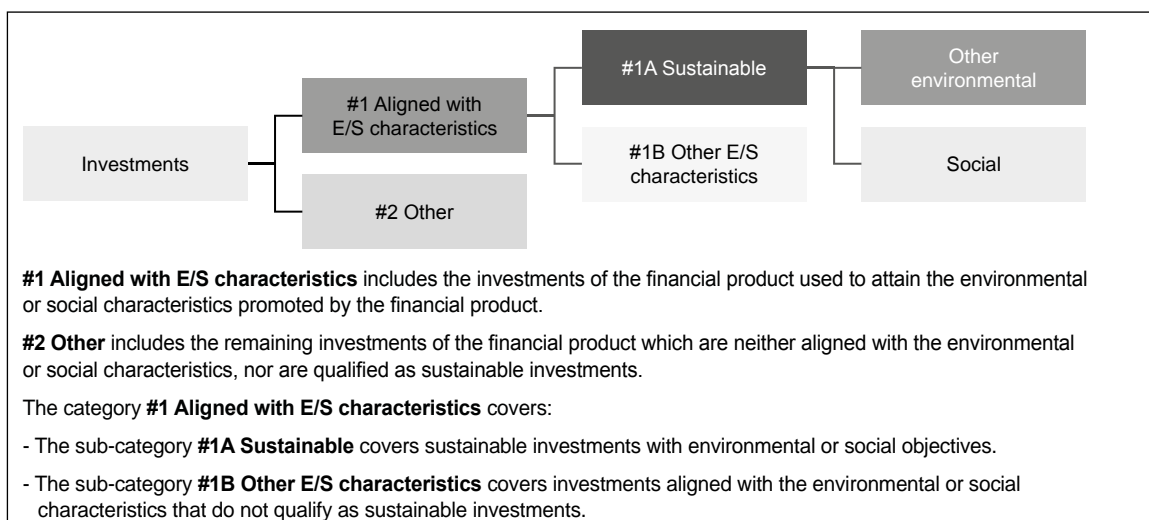 Investments
#1 Aligned with
E/S characteristics
#2 Other
#1A Sustainable
#1B Other E/S
characteristics
Other
environmental
Social
#1 Aligned with E/S characteristics includes the investments of the financial product used to attain the environmental
or social characteristics promoted by the financial product.
#2 Other includes the remaining investments of the financial product which are neither aligned with the environmental
or social characteristics, nor are qualified as sustainable investments.
The category #1 Aligned with E/S characteristics covers:
- The sub-category #1A Sustainable covers sustainable investments with environmental or social objectives.
- The sub-category #1B Other E/S characteristics covers investments aligned with the environmental or social
characteristics that do not qualify as sustainable investments.